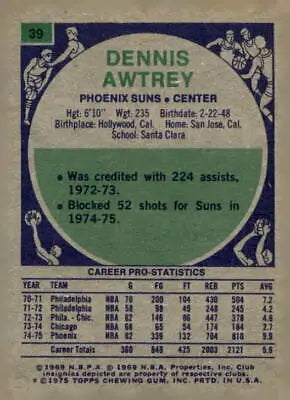 39
DENNIS
AWTREY
PHOENIX SUNS • CENTER
Hgt: 6'10" Wgt: 235 Birthdate: 2-22-48
Birthplace: Hollywood, Cal. Home: San Jose, Cal.
School: Santa Clara
• Was credited with 224 assists,
1972-73.
• Blocked 52 shots for Suns in
1974-75.
CAREER PRO-STATISTICS
YEAR TEAM G FG FT REB PTS AVG
70-71 Philadelphia NBA 70 200 104 430 504 7.2
71-72 Philadelphia NBA 58 98 49 248 245 4.2
72-73 Phila. - Chic. NBA 82 146 86 447
73-74 Chicago NBA 68 65 54 174 184 2.7
74-75 Phoenix NBA 82 339 132 704 810 9.9
Career Totals 360 848 425 2003 2121 5.9
© 1969 N.B.P.A. © 1969 N.B.A. Properties, Inc. Club
insignias depicted are property of respective clubs.
© 1975 TOPPS CHEWING GUM, INC. PRTD. IN U.S.A.